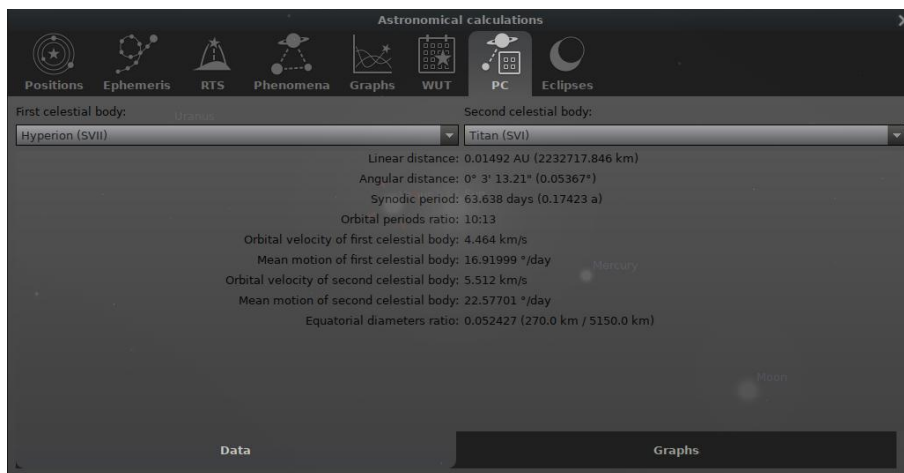 Astronomical calculations
Positions Ephemeris RTS Phenomena Graphs WUT PC Eclipses
First celestial body: Second celestial body:
Uranus
Hyperion (SVII) Titan (SVI)
Linear distance: 0.01492 AU (2232717.846 km)
Angular distance: 0° 3' 13.21" (0.05367°)
Synodic period: 63.638 days (0.17423 a)
Orbital periods ratio: 10:13
Orbital velocity of first celestial body: 4.464 km/s
Mean motion of first celestial body: 16.91999 °/day
Mercury
Orbital velocity of second celestial body: 5.512 km/s
Mean motion of second celestial body: 22.57701 °/day
Equatorial diameters ratio: 0.052427 (270.0 km / 5150.0 km)
Moon
Data Graphs